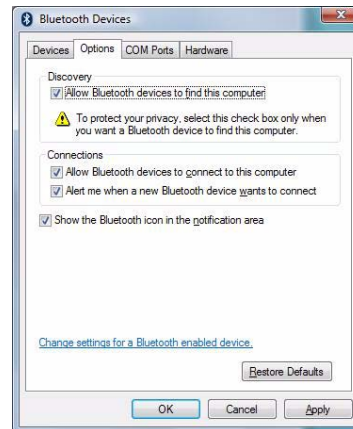 Bluetooth Devices
Devices Options COM Ports Hardware
Discovery
Allow Bluetooth devices to find this computer
To protect your privacy, select this check box only when
you want a Bluetooth device to find this computer.
Connections
Allow Bluetooth devices to connect to this computer
Alert me when a new Bluetooth device wants to connect
Show the Bluetooth icon in the notification area
Change settings for a Bluetooth enabled device.
Restore Defaults
OK Cancel Apply